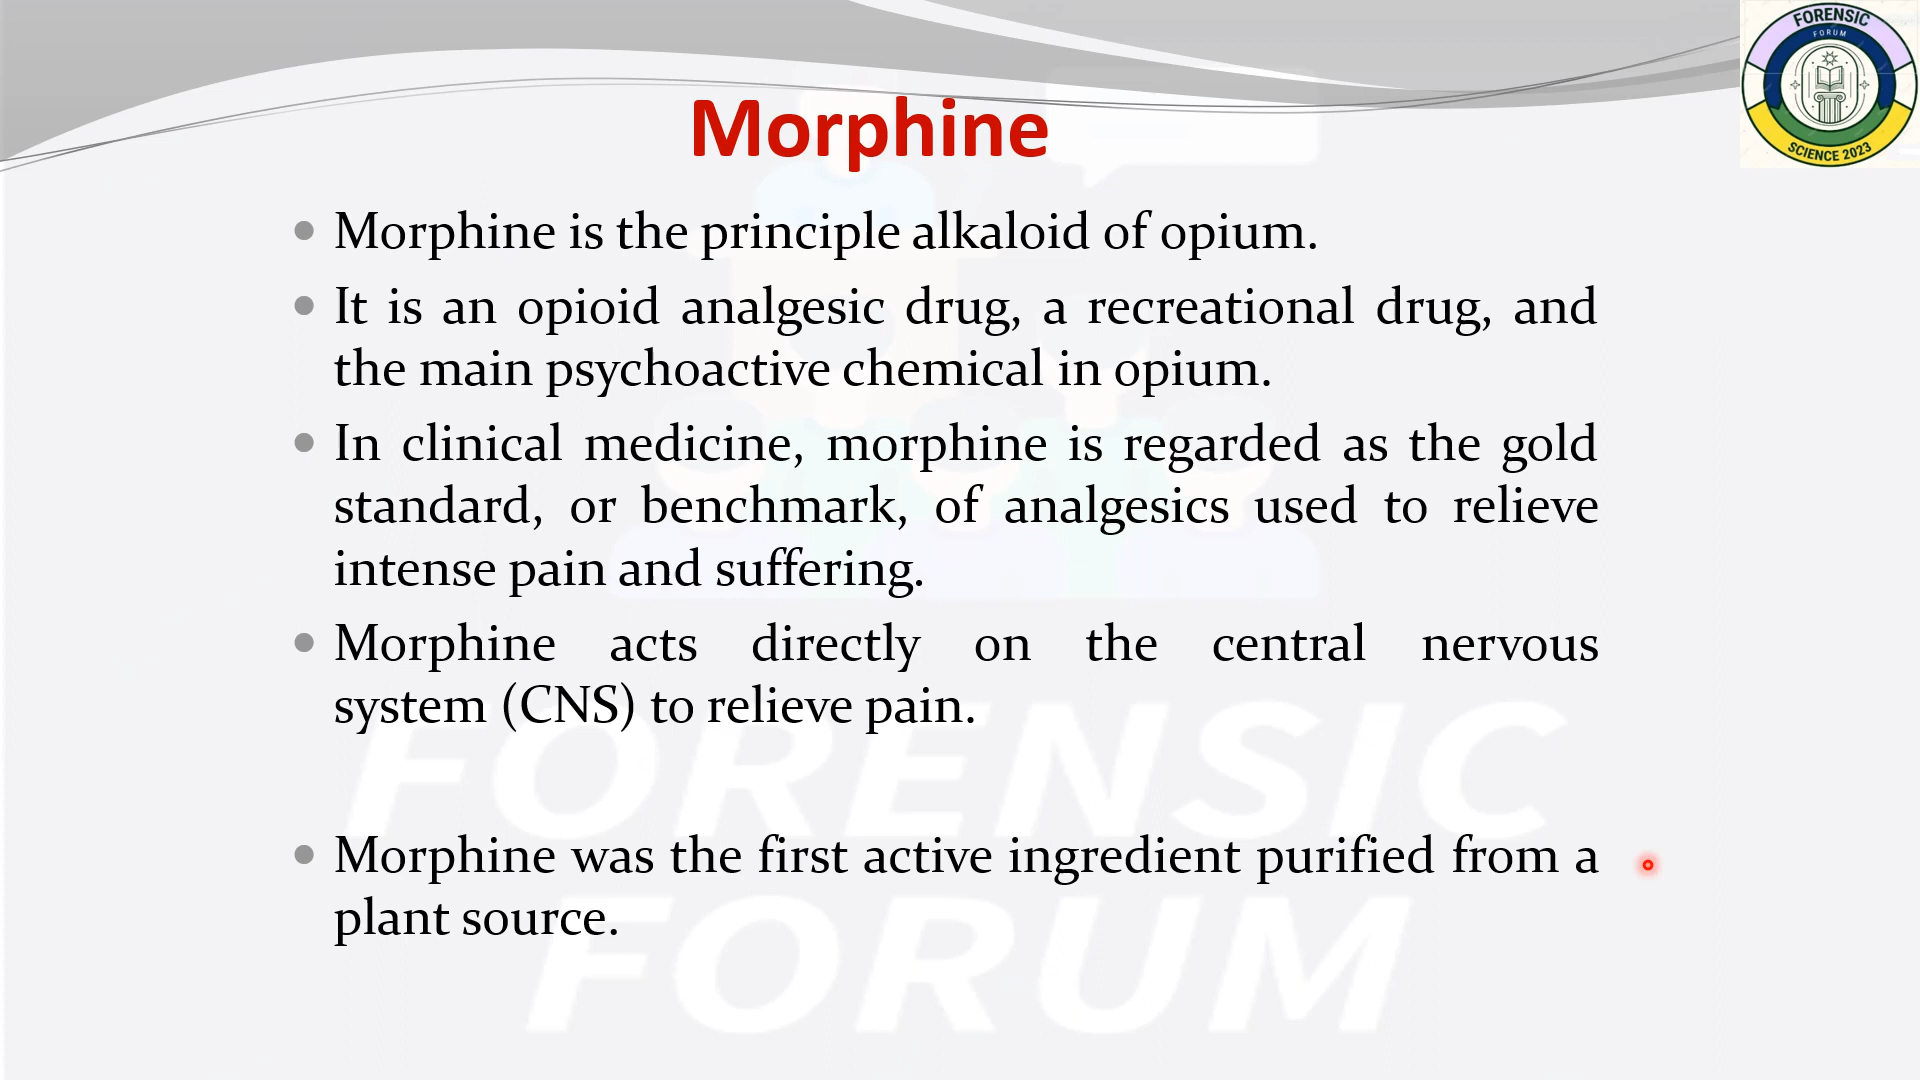 FORENSIC
FORUM
SCIENCE 2023
Morphine
• Morphine is the principle alkaloid of opium.
• It is an opioid analgesic drug, a recreational drug, and
the main psychoactive chemical in opium.
• In clinical medicine, morphine is regarded as the gold
standard, or benchmark, of analgesics used to relieve
intense pain and suffering.
• Morphine acts directly on the central nervous
system (CNS) to relieve pain.
• Morphine was the first active ingredient purified from a
plant source.
FORENSIC
FORUM